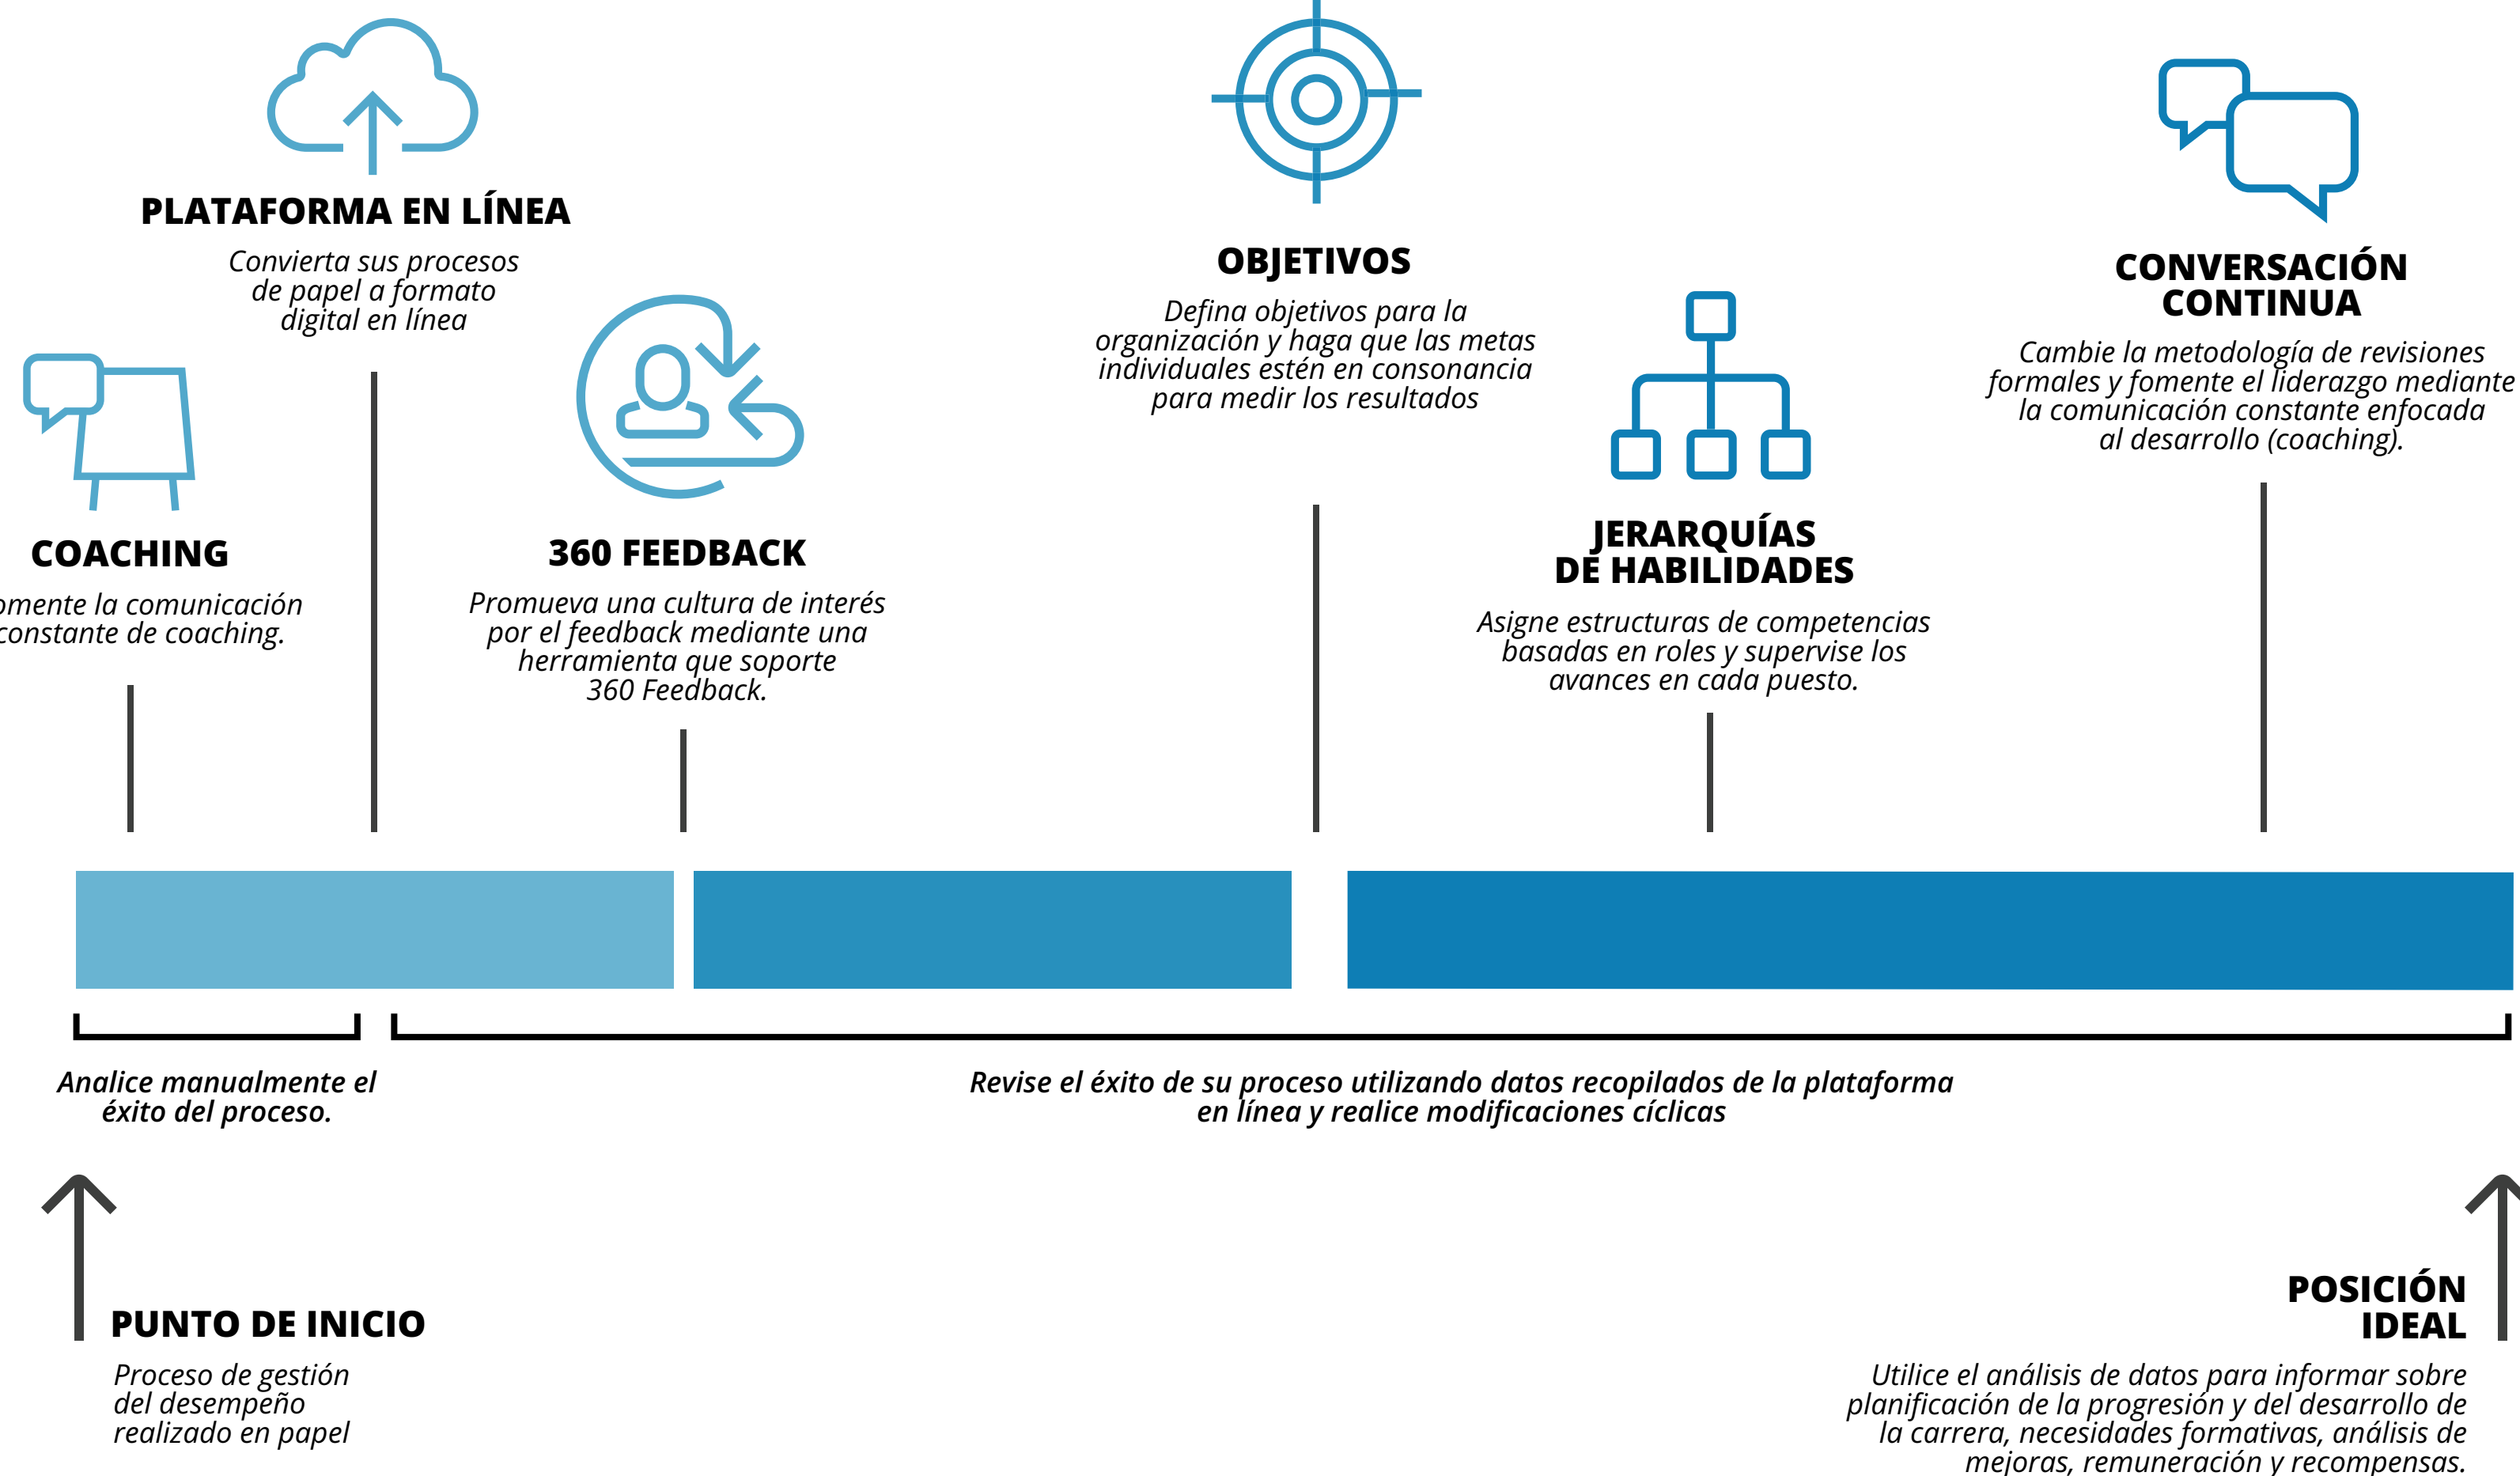 PLATAFORMA EN LÍNEA
Convierta sus procesos
de papel a formato
digital en línea
COACHING
omente la comunicación
constante de coaching.
360 FEEDBACK
Promueva una cultura de interés
por el feedback mediante una
herramienta que soporte
360 Feedback.
OBJETIVOS
Defina objetivos para la
organización y haga que las metas
individuales estén en consonancia
para medir los resultados
JERARQUÍAS
DE HABILIDADES
Asigne estructuras de competencias
basadas en roles y supervise los
avances en cada puesto.
CONVERSACIÓN
CONTINUA
Cambie la metodología de revisiones
formales y fomente el liderazgo mediante
la comunicación constante enfocada
al desarrollo (coaching).
Analice manualmente el
éxito del proceso.
Revise el éxito de su proceso utilizando datos recopilados de la plataforma
en línea y realice modificaciones cíclicas
PUNTO DE INICIO
Proceso de gestión
del desempeño
realizado en papel
POSICIÓN
IDEAL
Utilice el análisis de datos para informar sobre
planificación de la progresión y del desarrollo de
la carrera, necesidades formativas, análisis de
mejoras, remuneración y recompensas.